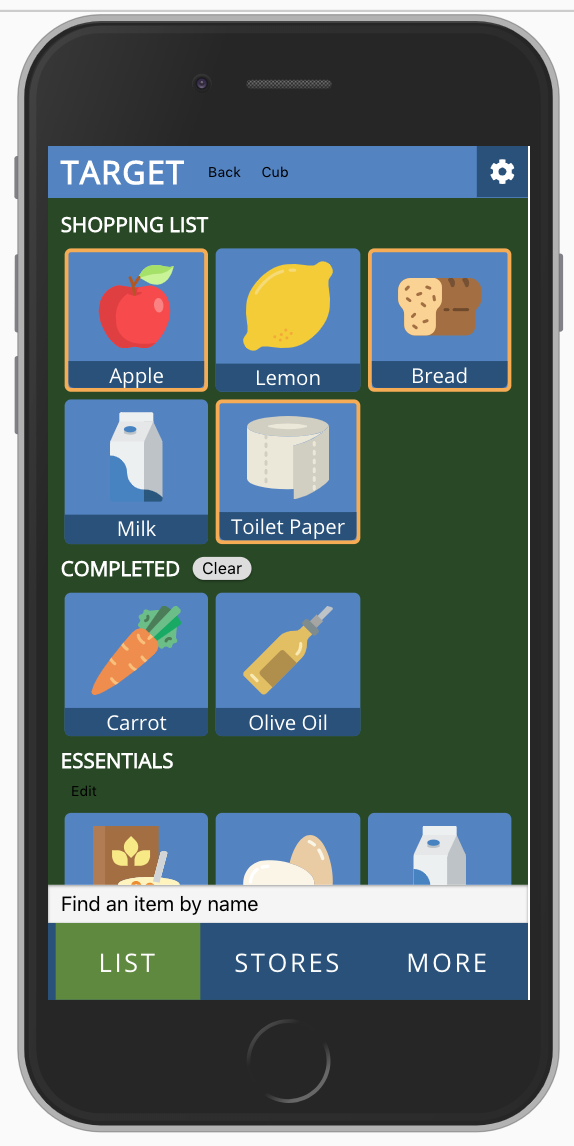 TARGET Back Cub
SHOPPING LIST
Apple Lemon Bread
Milk Toilet Paper
COMPLETED Clear
Carrot Olive Oil
ESSENTIALS
Edit
Find an item by name
LIST STORES MORE